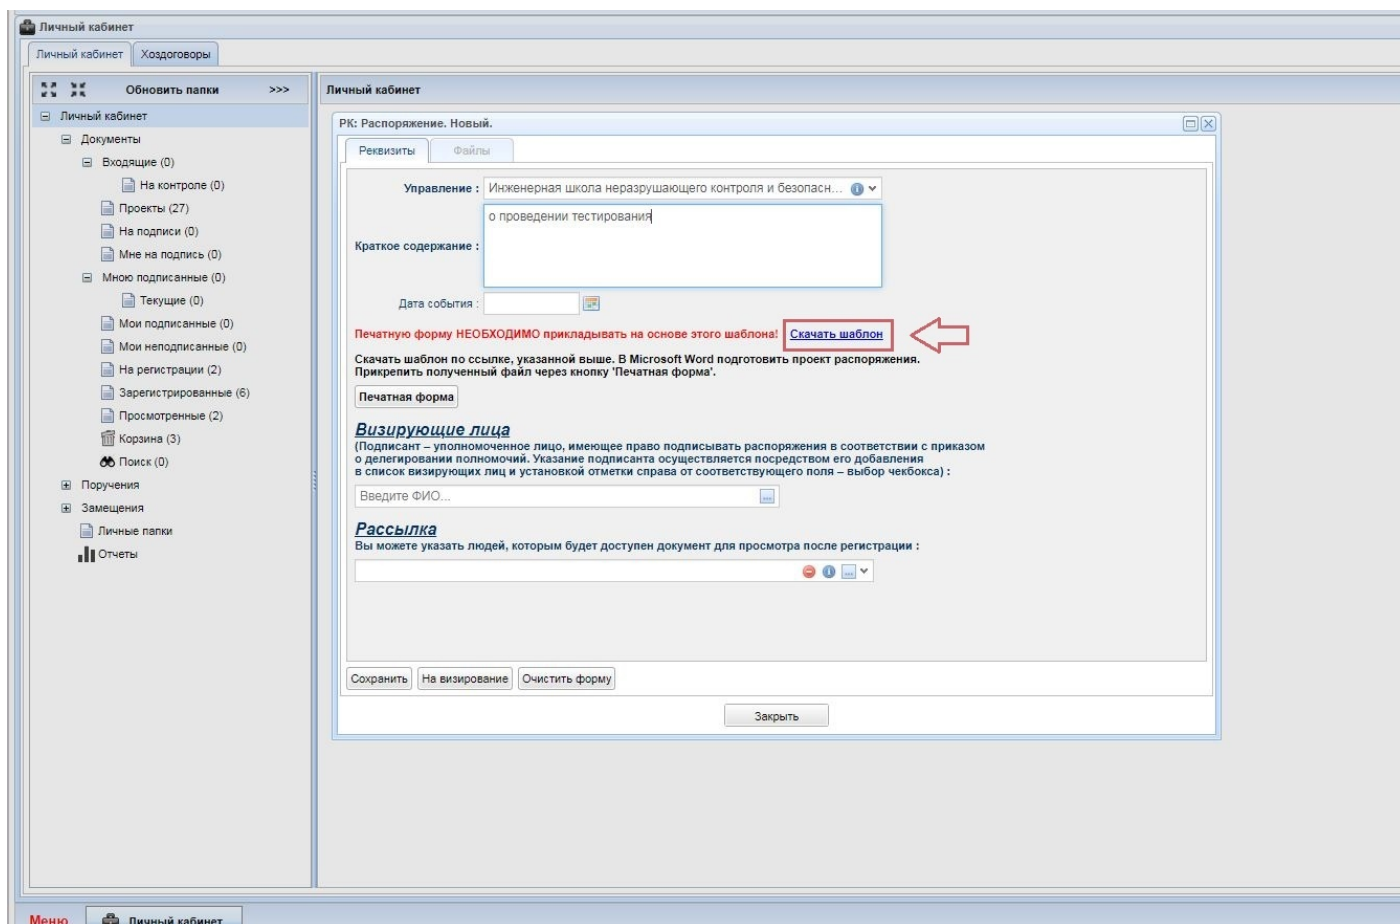 Личный кабинет
Личный кабинет Хоздоговоры
Обновить папки >>>
Личный кабинет
Документы
Входящие (0)
На контроле (0)
Проекты (27)
На подписи (0)
Мне на подпись (0)
Мною подписанные (0)
Текущие (0)
Мои подписанные (0)
Мои неподписанные (0)
На регистрации (2)
Зарегистрированные (6)
Просмотренные (2)
Корзина (3)
Поиск (0)
Поручения
Замещения
Личные папки
Отчеты
Личный кабинет
РК: Распоряжение. Новый.
Реквизиты Файлы
Управление : Инженерная школа неразрушающего контроля и безопасн...
Краткое содержание : о проведении тестирования
Дата события :
Печатную форму НЕОБХОДИМО прикладывать на основе этого шаблона! Скачать шаблон
Скачать шаблон по ссылке, указанной выше. В Microsoft Word подготовить проект распоряжения.
Прикрепить полученный файл через кнопку 'Печатная форма'.
Печатная форма
Визирующие лица
(Подписант – уполномоченное лицо, имеющее право подписывать распоряжения в соответствии с приказом
о делегировании полномочий. Указание подписанта осуществляется посредством его добавления
в список визирующих лиц и установкой отметки справа от соответствующего поля – выбор чекбокса) :
Введите ФИО...
Рассылка
Вы можете указать людей, которым будет доступен документ для просмотра после регистрации :
Сохранить На визирование Очистить форму
Закрыть
Меню Личный кабинет